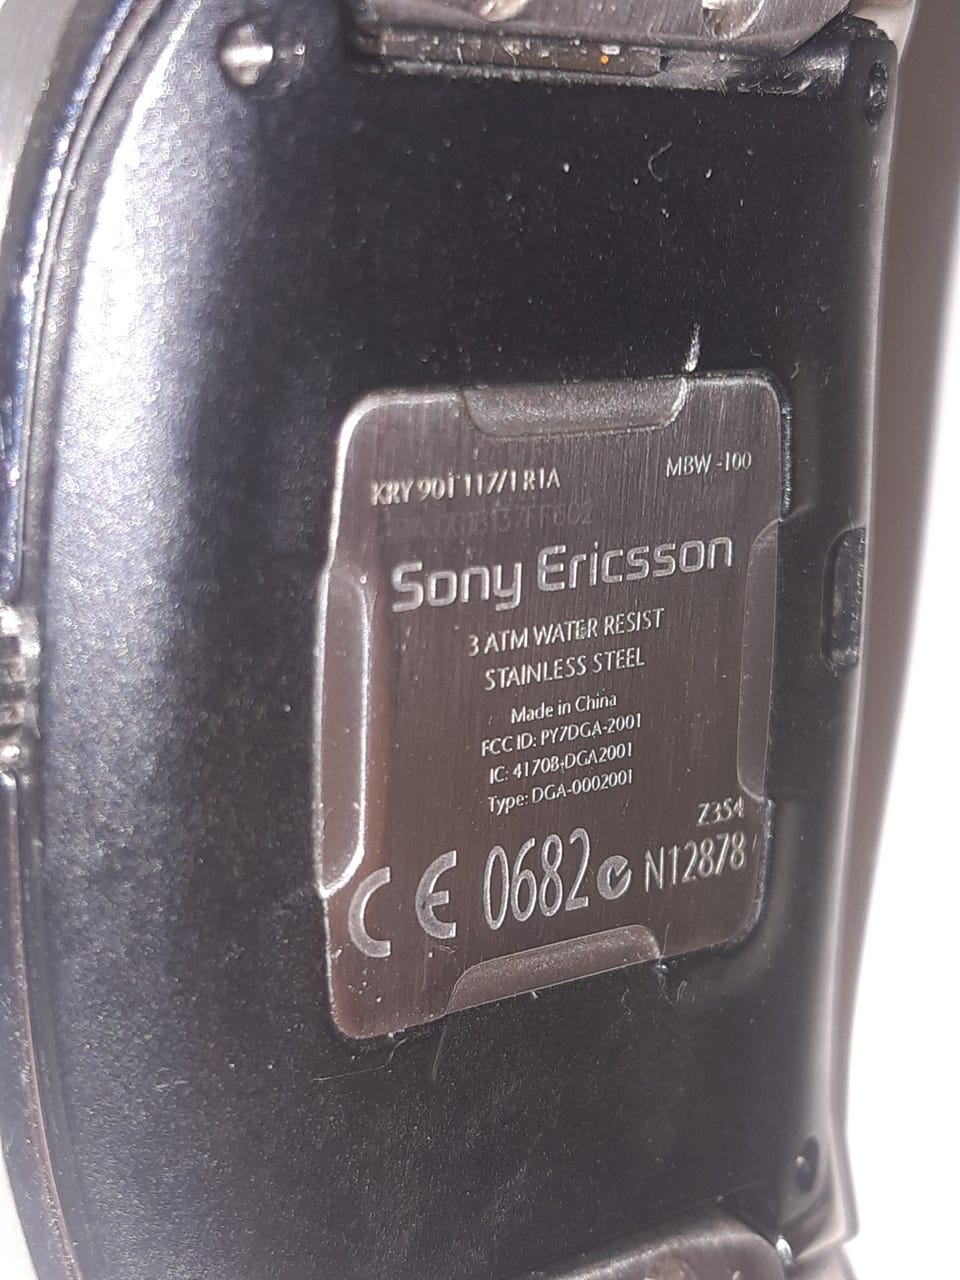 KRY 901 117/1 R1A
MBW -100
Sony Ericsson
3 ATM WATER RESIST
STAINLESS STEEL
Made in China
FCC ID: PY7DGA-2001
IC: 4170B-DGA2001
Type: DGA-0002001
Z354
CE 0682 N12878